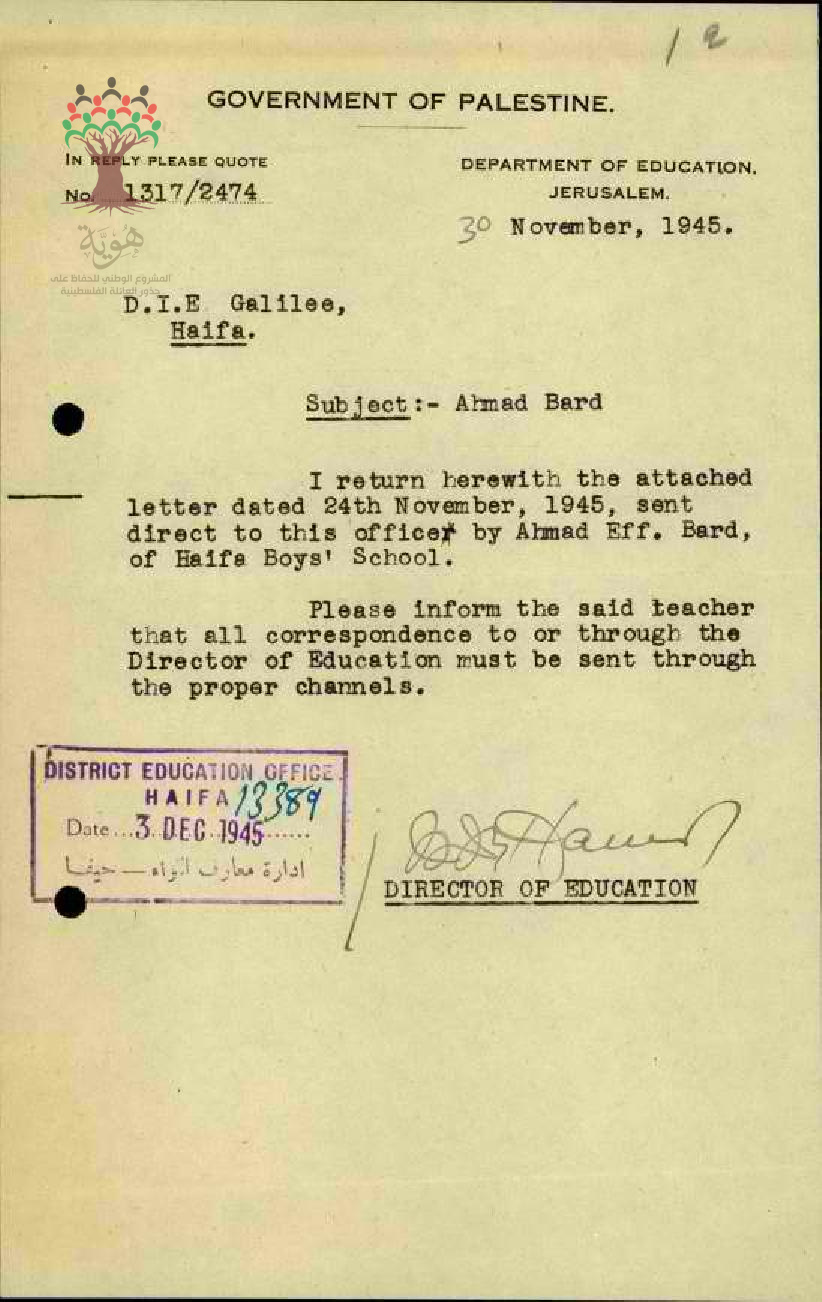 12
GOVERNMENT OF PALESTINE.
IN REPLY PLEASE QUOTE
No. 1317/2474
DEPARTMENT OF EDUCATION,
JERUSALEM.
30 November, 1945.
هُوِيَّة
المشروع الوطني للحفاظ على
جذور العائلة الفلسطينية
D.I.E Galilee,
Haifa.
Subject:- Ahmad Bard
I return herewith the attached
letter dated 24th November, 1945, sent
direct to this office by Ahmad Eff. Bard,
of Haifa Boys' School.
Please inform the said teacher
that all correspondence to or through the
Director of Education must be sent through
the proper channels.
DISTRICT EDUCATION OFFICE
HAIFA 13389
Date...3 DEC 1945......
ادارة معارف اللواء — حيفا
DIRECTOR OF EDUCATION